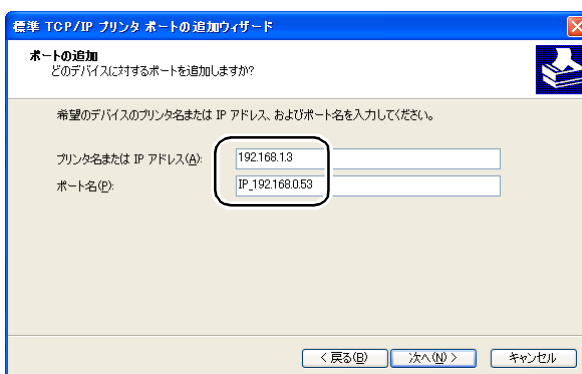 標準 TCP/IP プリンタ ポートの追加ウィザード
ポートの追加
どのデバイスに対するポートを追加しますか?
希望のデバイスのプリンタ名または IP アドレス、およびポート名を入力してください。
プリンタ名または IP アドレス(A): 192.168.1.3
ポート名(P): IP_192.168.0.53
< 戻る(B) 次へ(N) > キャンセル